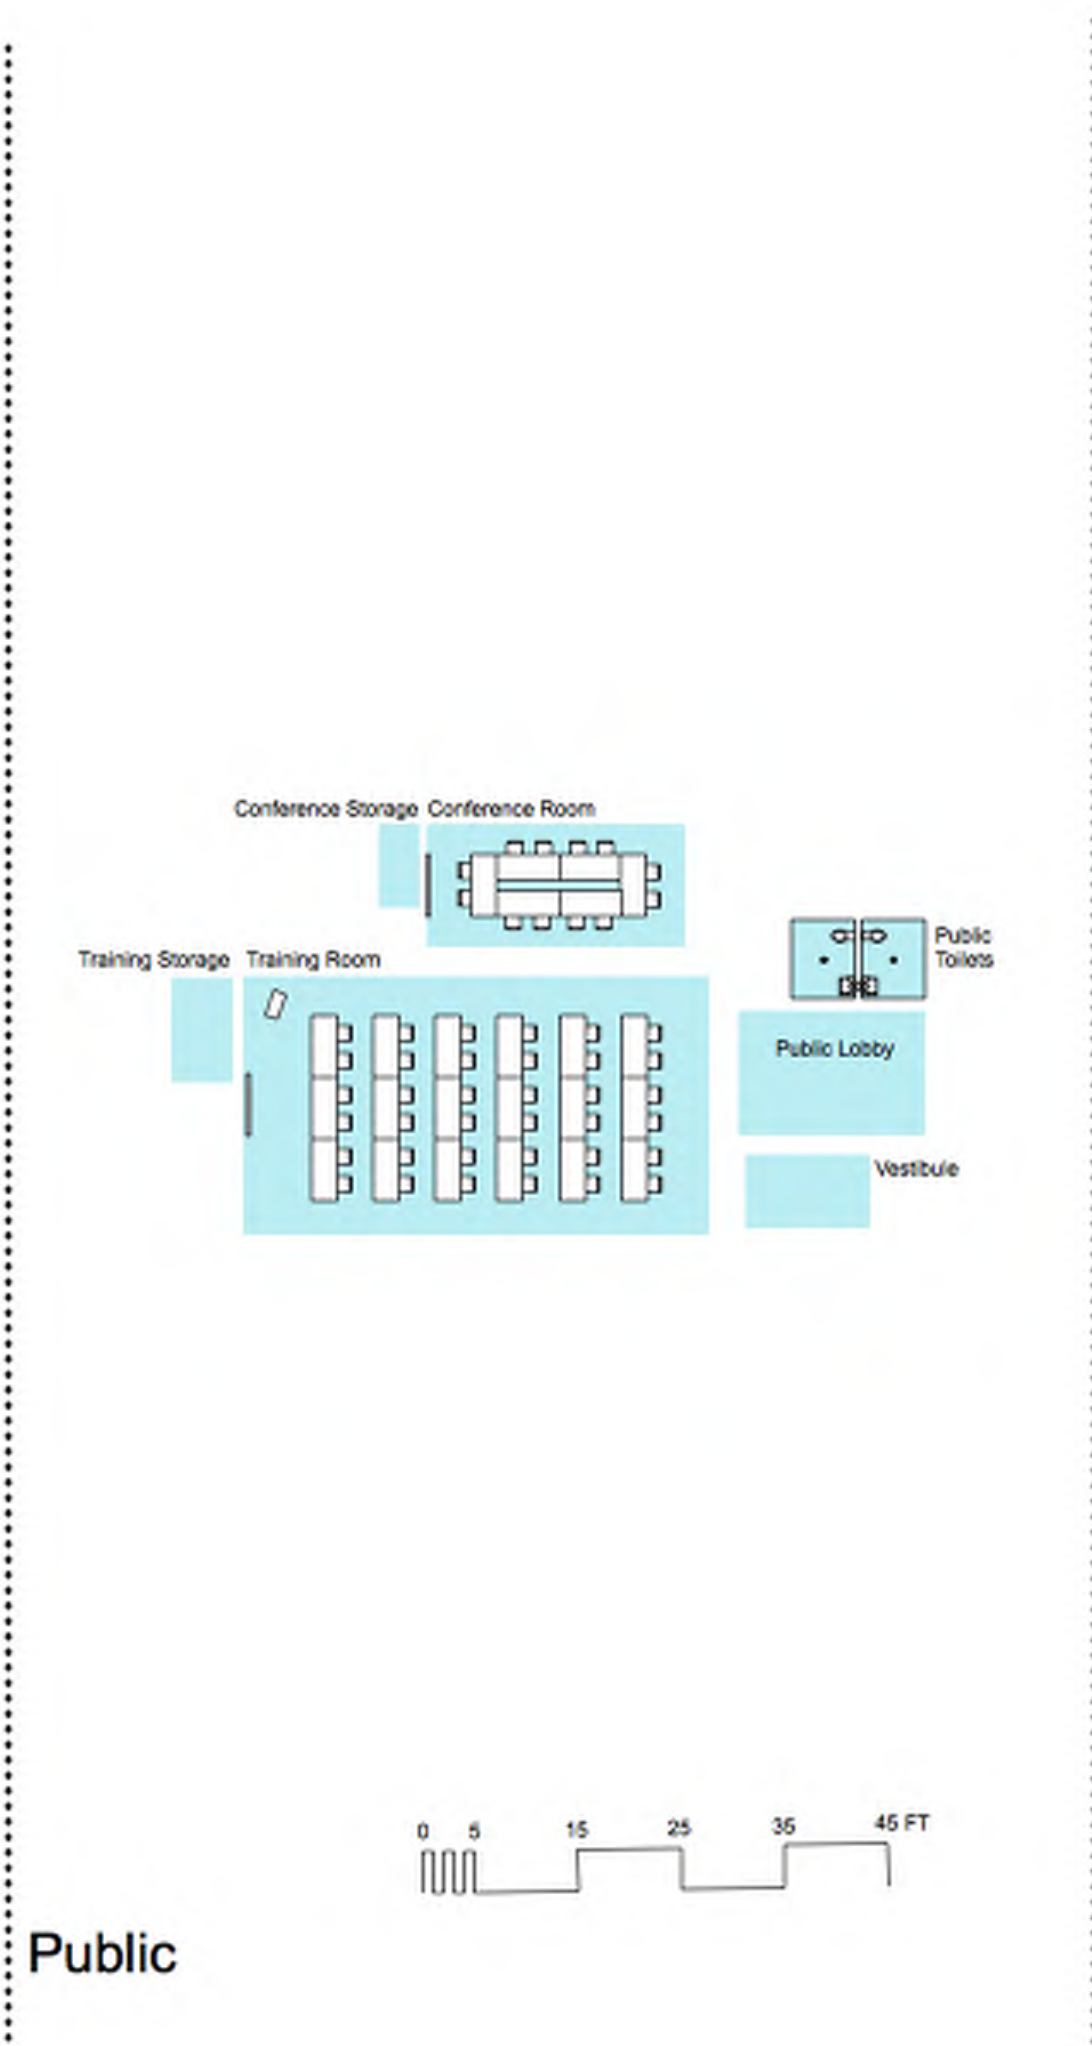 Conference Storage
Conference Room
Public
Toilets
Training Storage
Training Room
Public Lobby
Vestibule
0
5
15
25
35
45 FT
Public